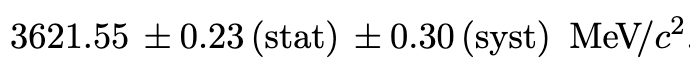 3621.55 ± 0.23 (stat) ± 0.30 (syst) MeV/c².